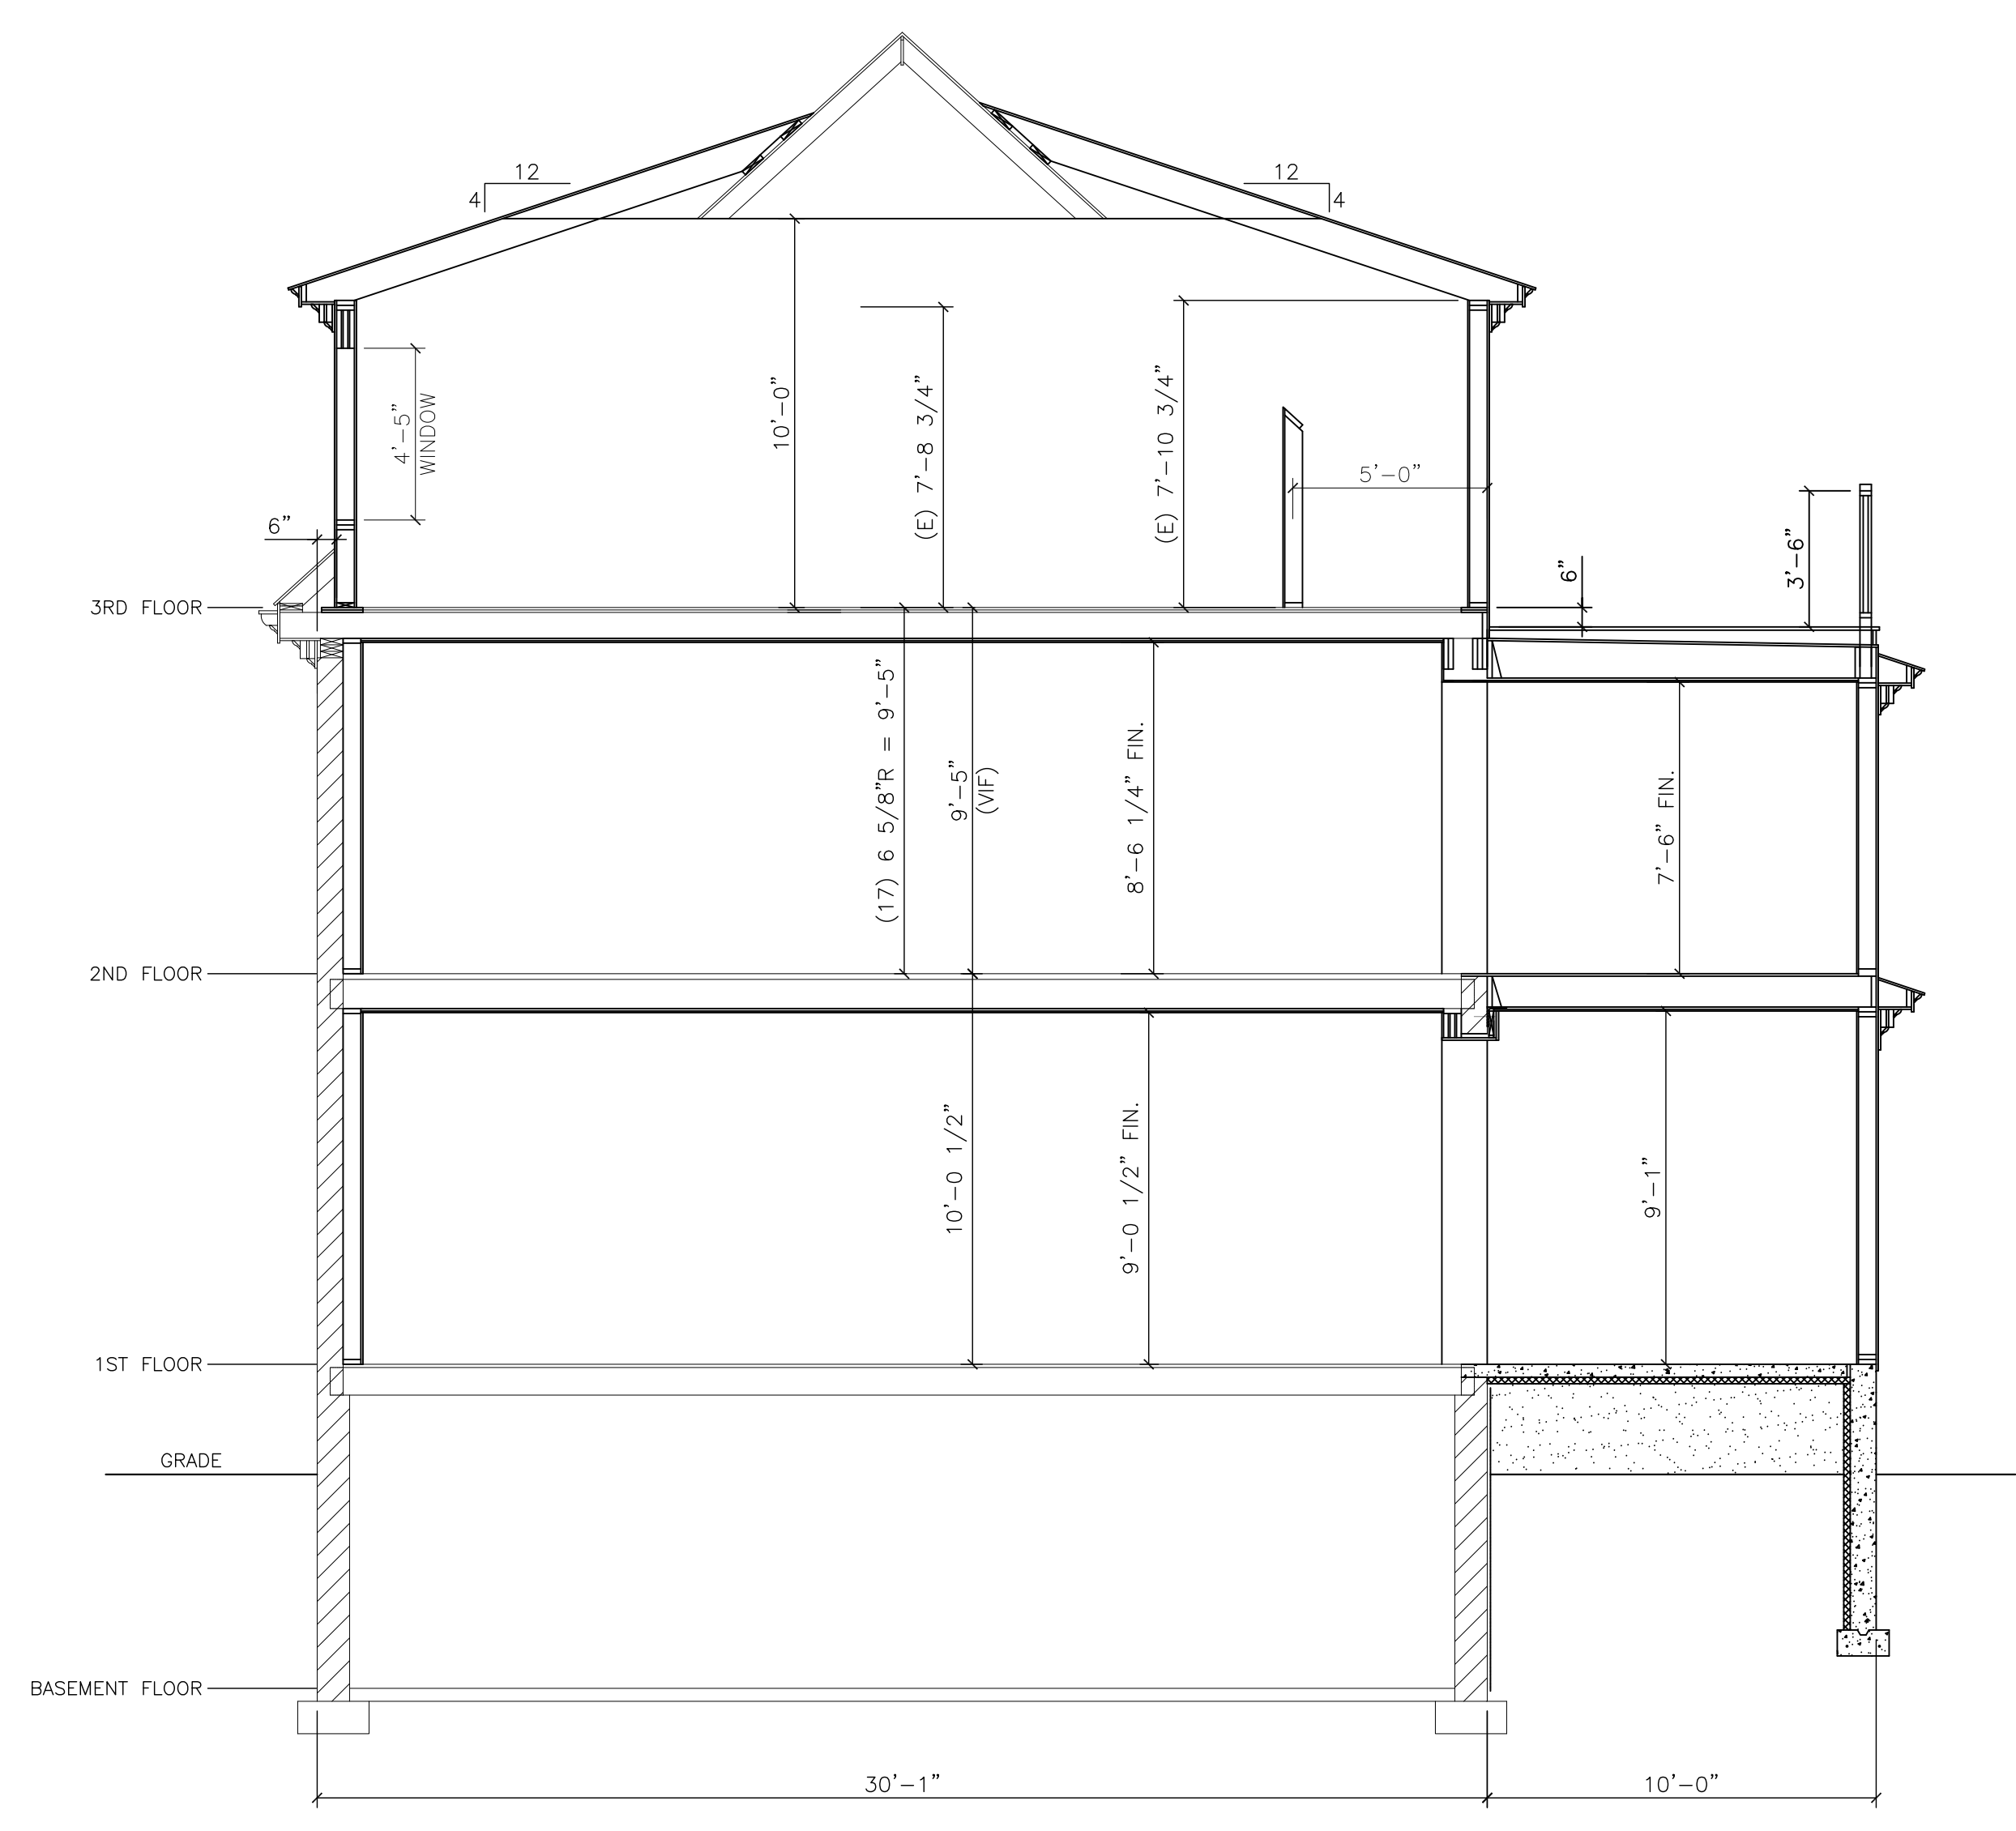 12
4
12
4
10'-0"
(E) 7'-8 3/4"
(E) 7'-10 3/4"
4'-5"
WINDOW
5'-0"
6"
6"
3'-6"
3RD FLOOR
(17) 6 5/8"R = 9'-5"
9'-5"
(VIF)
8'-6 1/4" FIN.
7'-6" FIN.
2ND FLOOR
10'-0 1/2"
9'-0 1/2" FIN.
9'-1"
1ST FLOOR
GRADE
BASEMENT FLOOR
30'-1"
10'-0"